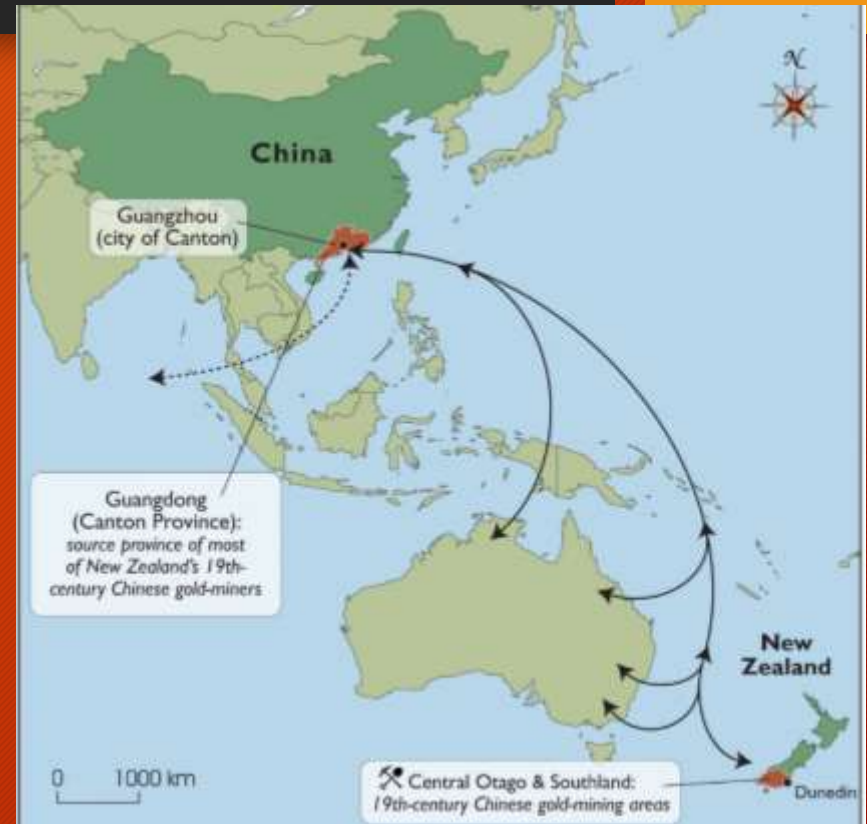 N
China
Guangzhou
(city of Canton)
Guangdong
(Canton Province):
source province of most
of New Zealand's 19th-
century Chinese gold-miners
New
Zealand
0 1000 km
Central Otago & Southland:
19th-century Chinese gold-mining areas
Dunedin